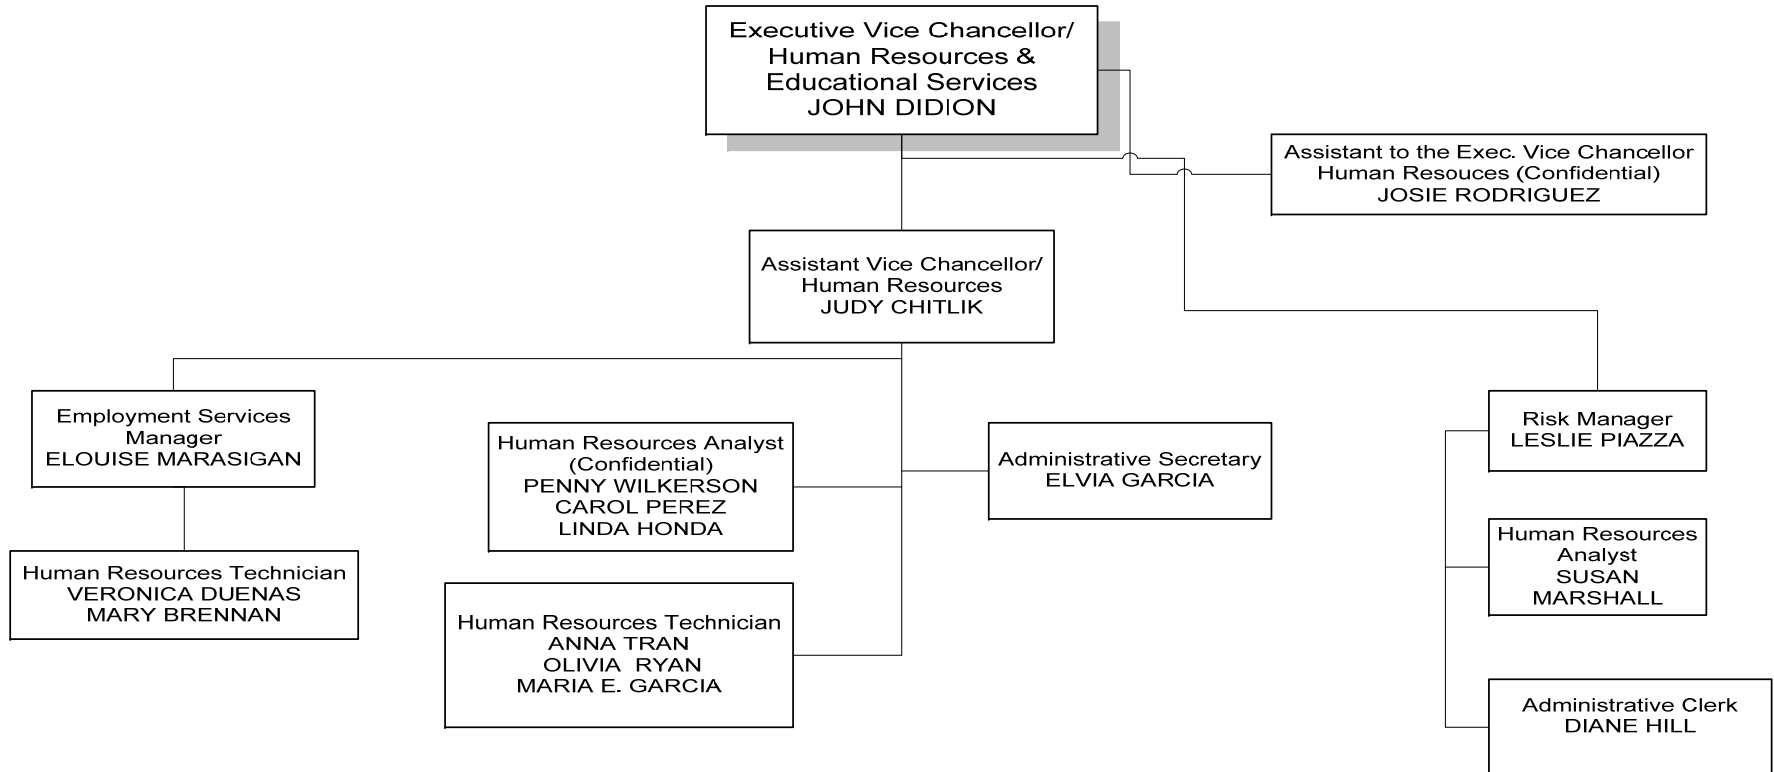 Executive Vice Chancellor/
Human Resources &
Educational Services
JOHN DIDION
Assistant to the Exec. Vice Chancellor
Human Resouces (Confidential)
JOSIE RODRIGUEZ
Assistant Vice Chancellor/
Human Resources
JUDY CHITLIK
Employment Services
Manager
ELOUISE MARASIGAN
Human Resources Technician
VERONICA DUENAS
MARY BRENNAN
Human Resources Analyst
(Confidential)
PENNY WILKERSON
CAROL PEREZ
LINDA HONDA
Human Resources Technician
ANNA TRAN
OLIVIA RYAN
MARIA E. GARCIA
Administrative Secretary
ELVIA GARCIA
Risk Manager
LESLIE PIAZZA
Human Resources
Analyst
SUSAN
MARSHALL
Administrative Clerk
DIANE HILL